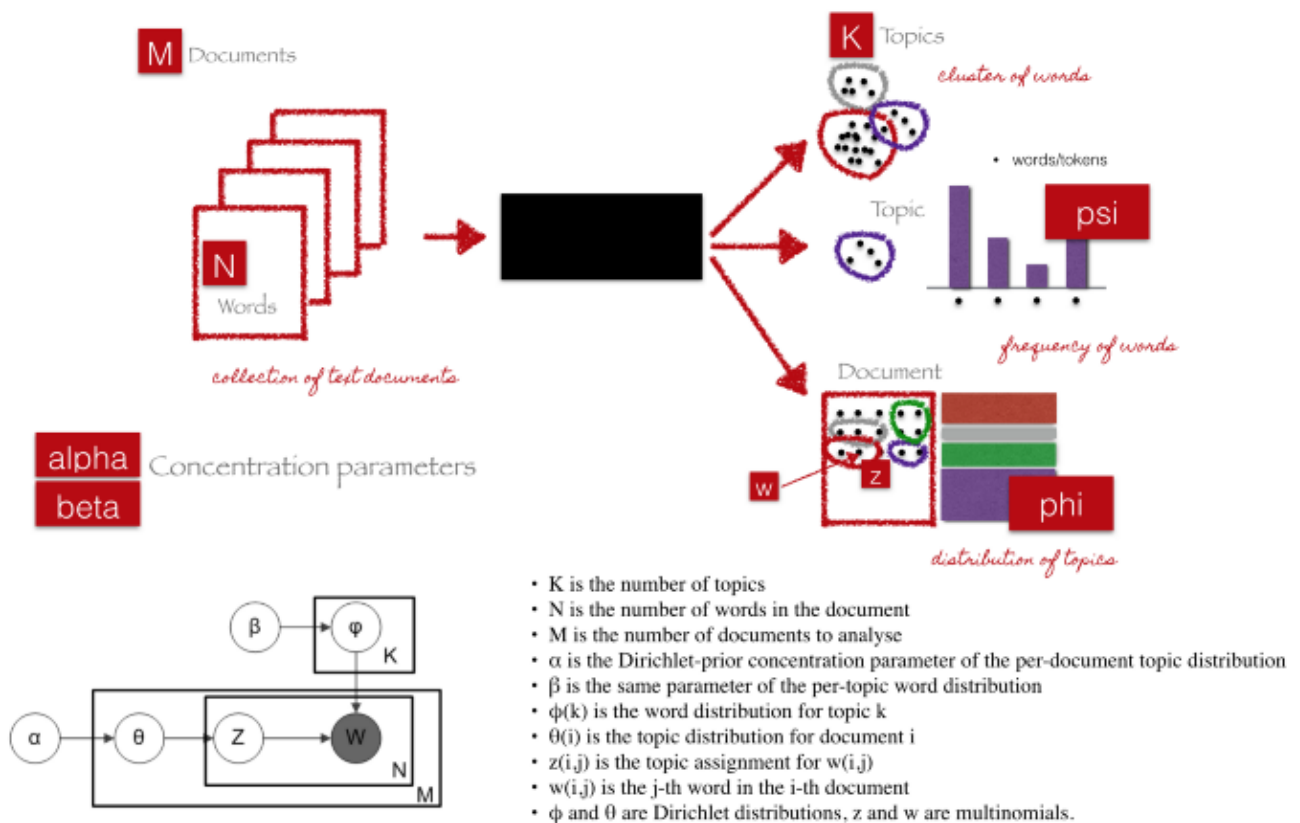 M Documents
K Topics
cluster of words
• words/tokens
Topic
psi
N
Words
frequency of words
collection of text documents
Document
w
z
phi
distribution of topics
alpha
beta
Concentration parameters
β
φ
K
α
θ
Z
W
N
M
• K is the number of topics
• N is the number of words in the document
• M is the number of documents to analyse
• α is the Dirichlet-prior concentration parameter of the per-document topic distribution
• β is the same parameter of the per-topic word distribution
• ϕ(k) is the word distribution for topic k
• θ(i) is the topic distribution for document i
• z(i,j) is the topic assignment for w(i,j)
• w(i,j) is the j-th word in the i-th document
• ϕ and θ are Dirichlet distributions, z and w are multinomials.